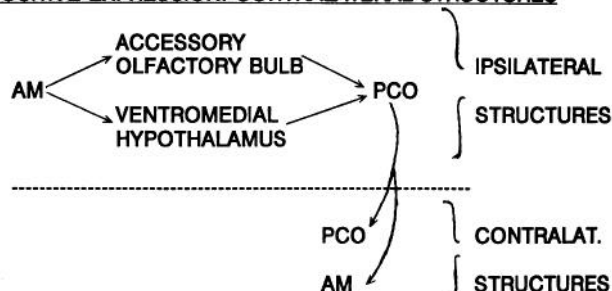 ACCESSORY
OLFACTORY BULB
AM
PCO
VENTROMEDIAL
HYPOTHALAMUS
IPSILATERAL
STRUCTURES
PCO
CONTRALAT.
AM
STRUCTURES